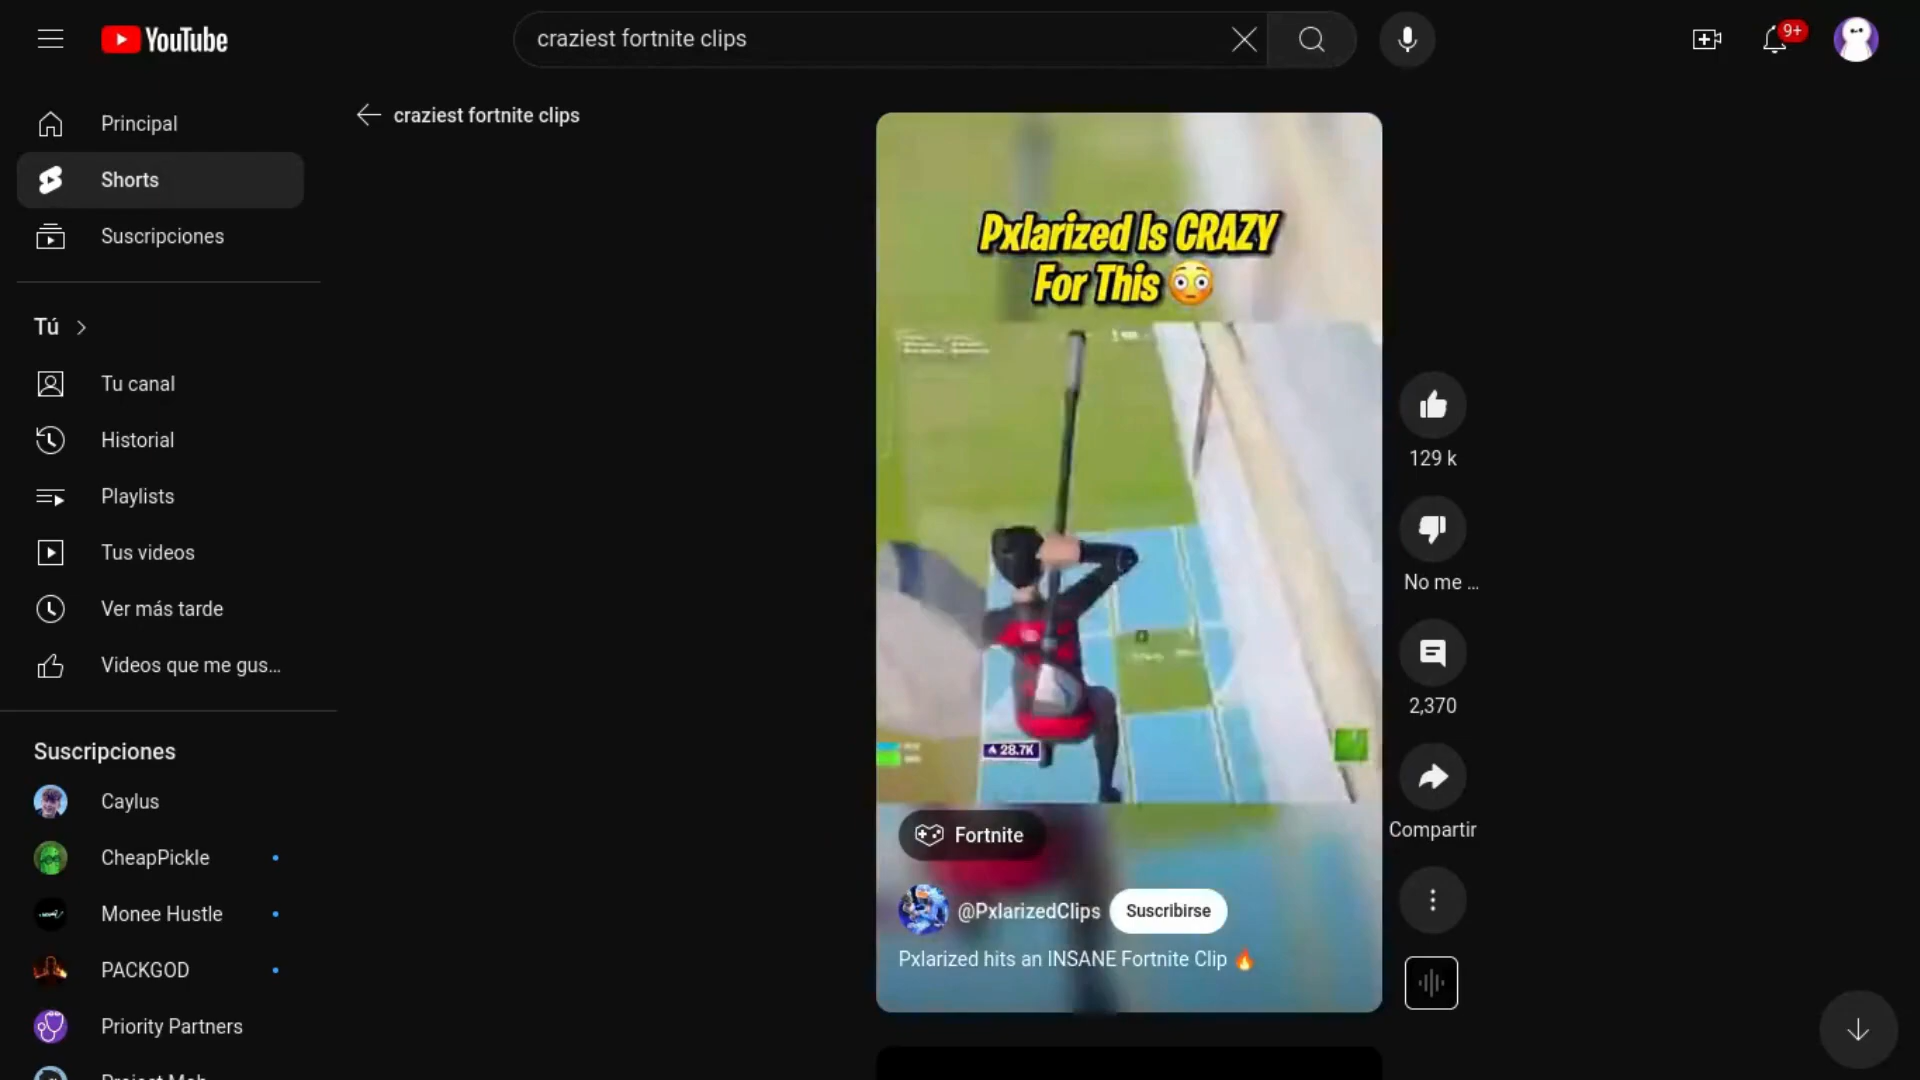 YouTube
craziest fortnite clips
9+
Principal
Shorts
Suscripciones
Tú
Tu canal
Historial
Playlists
Tus videos
Ver más tarde
Videos que me gus...
Suscripciones
Caylus
CheapPickle
Monee Hustle
PACKGOD
Priority Partners
craziest fortnite clips
Pxlarized Is CRAZY
For This 😳
28.7K
Fortnite
@PxlarizedClips
Suscribirse
Pxlarized hits an INSANE Fortnite Clip 🔥
129 k
No me ...
2,370
Compartir